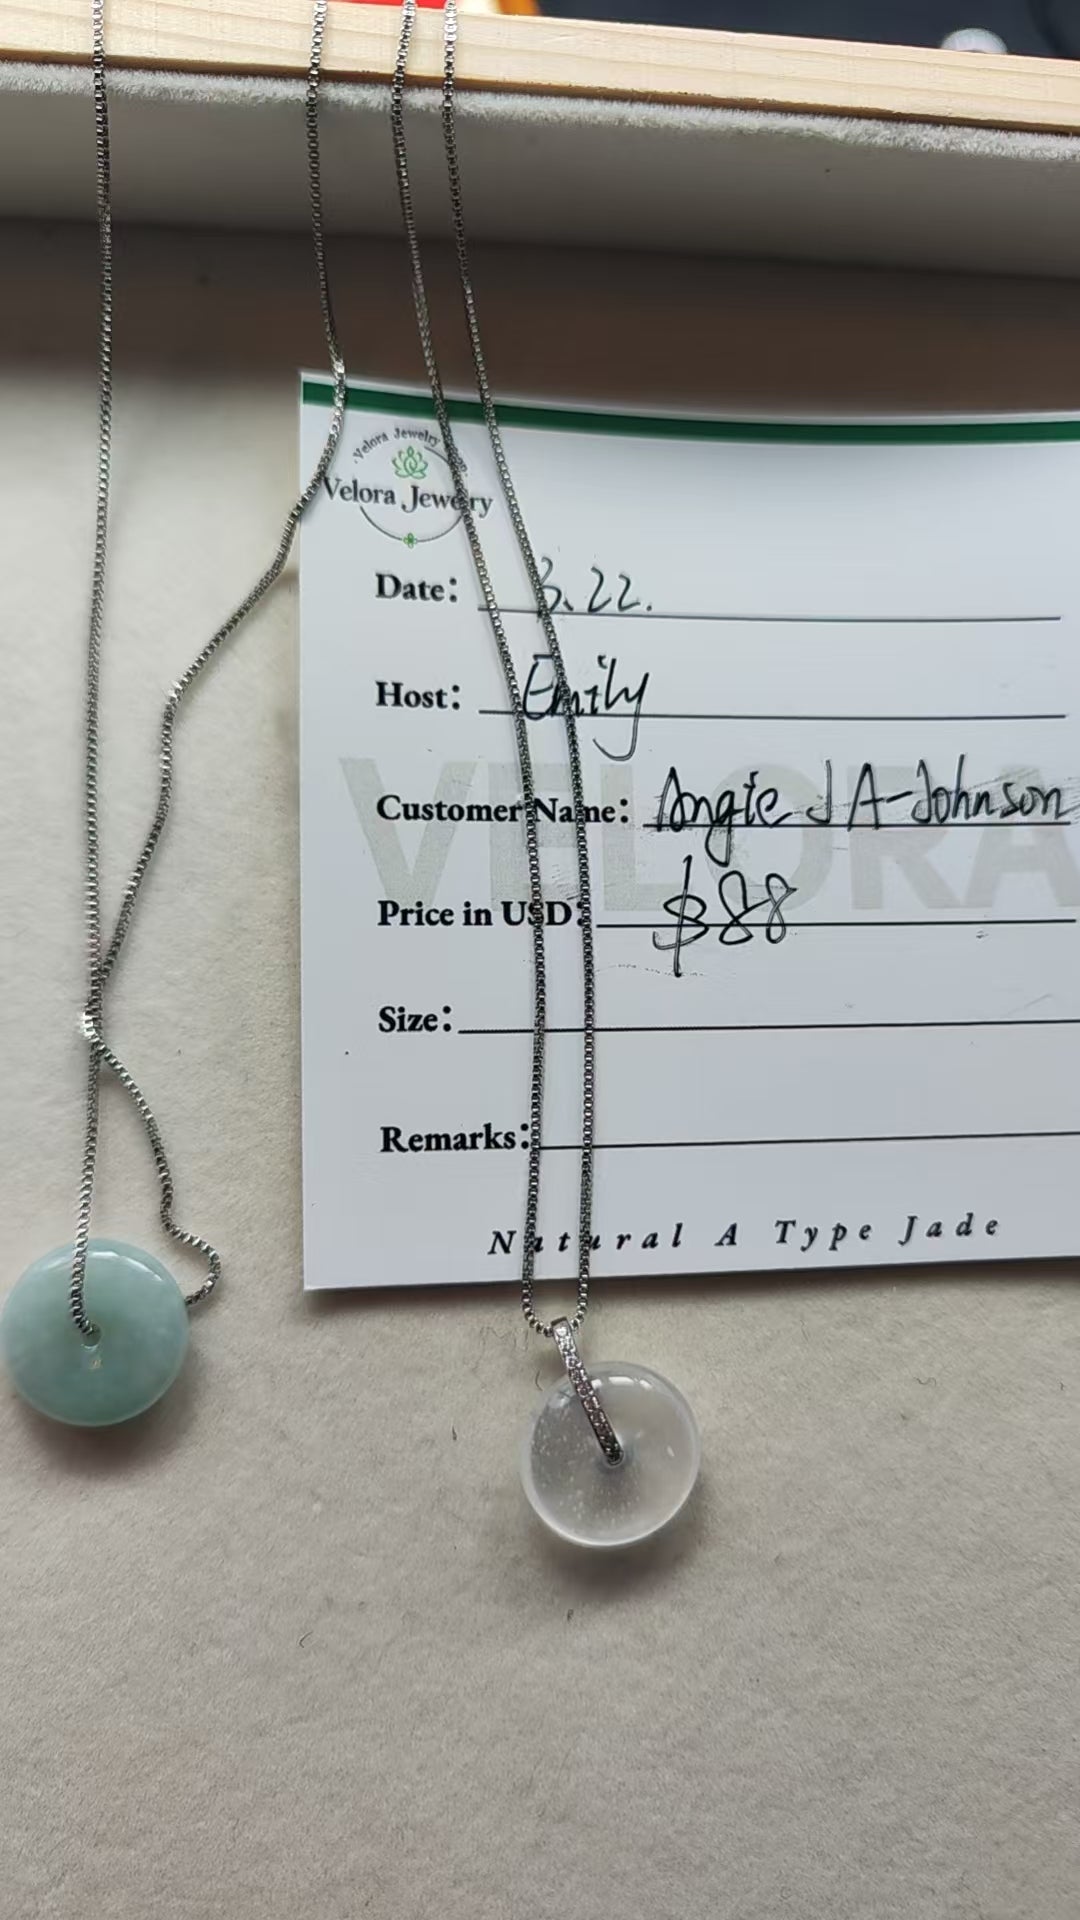 Velora Jewelry
Velora Jewelry
Date: 3.22.
Host: Emily
VELORA
Customer Name: Angie J A-Johnson
Price in USD: $88
Size:
Remarks:
Natural A Type Jade